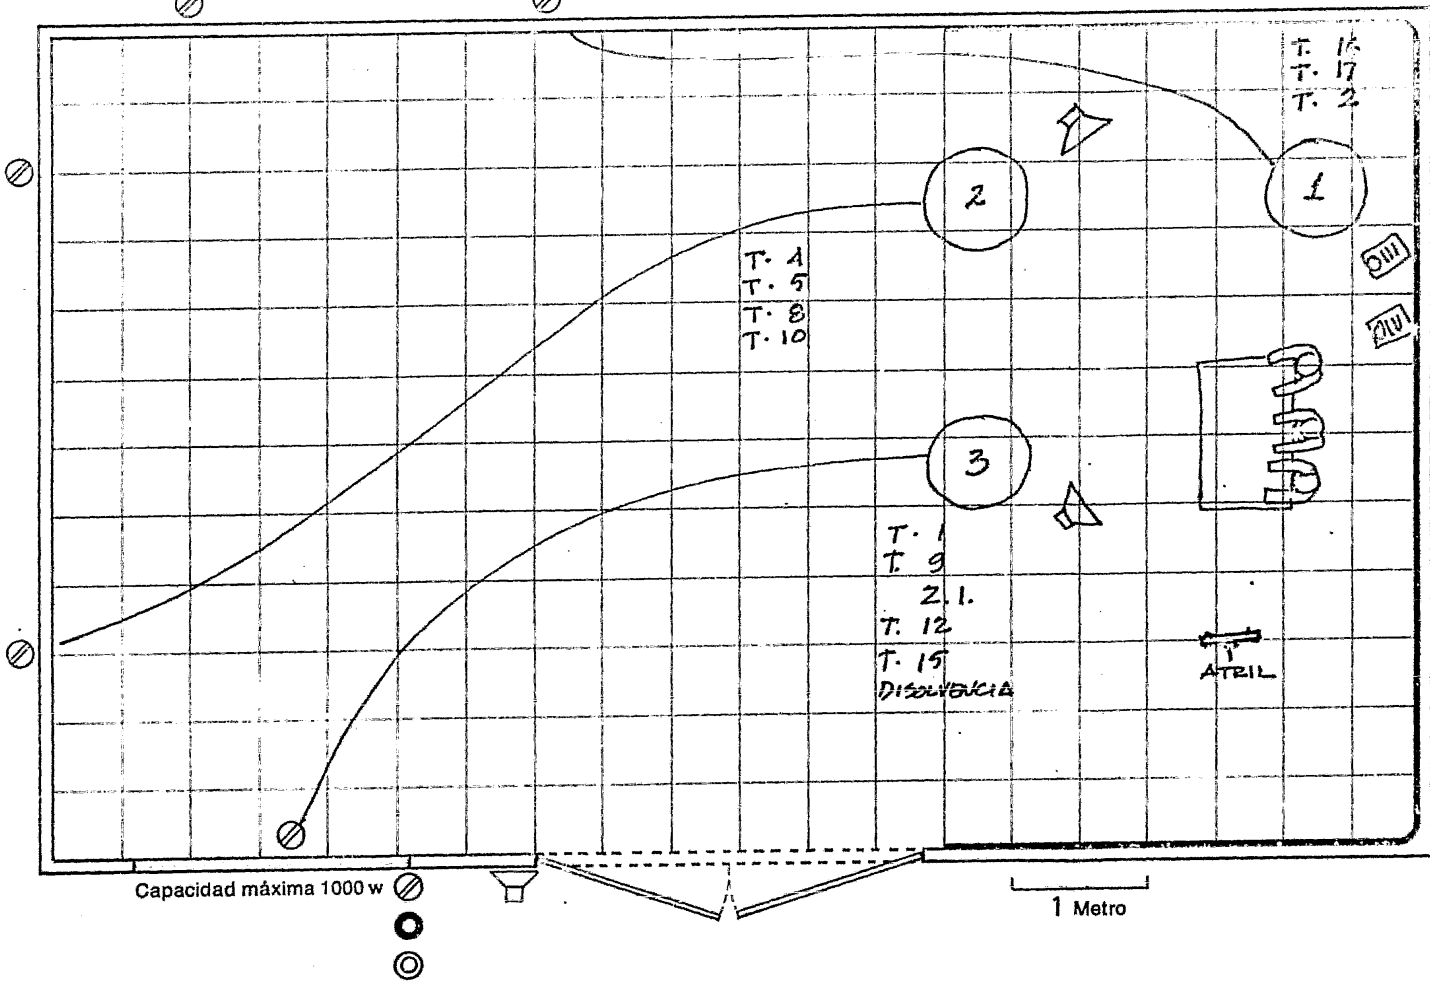 T. 16
T. 17
T. 2
1
2
T. 4
T. 5
T. 8
T. 10
3
T. 1
T. 9
2.1.
T. 12
T. 15
DISOLVENCIA
ATRIL
Capacidad máxima 1000 w
1 Metro